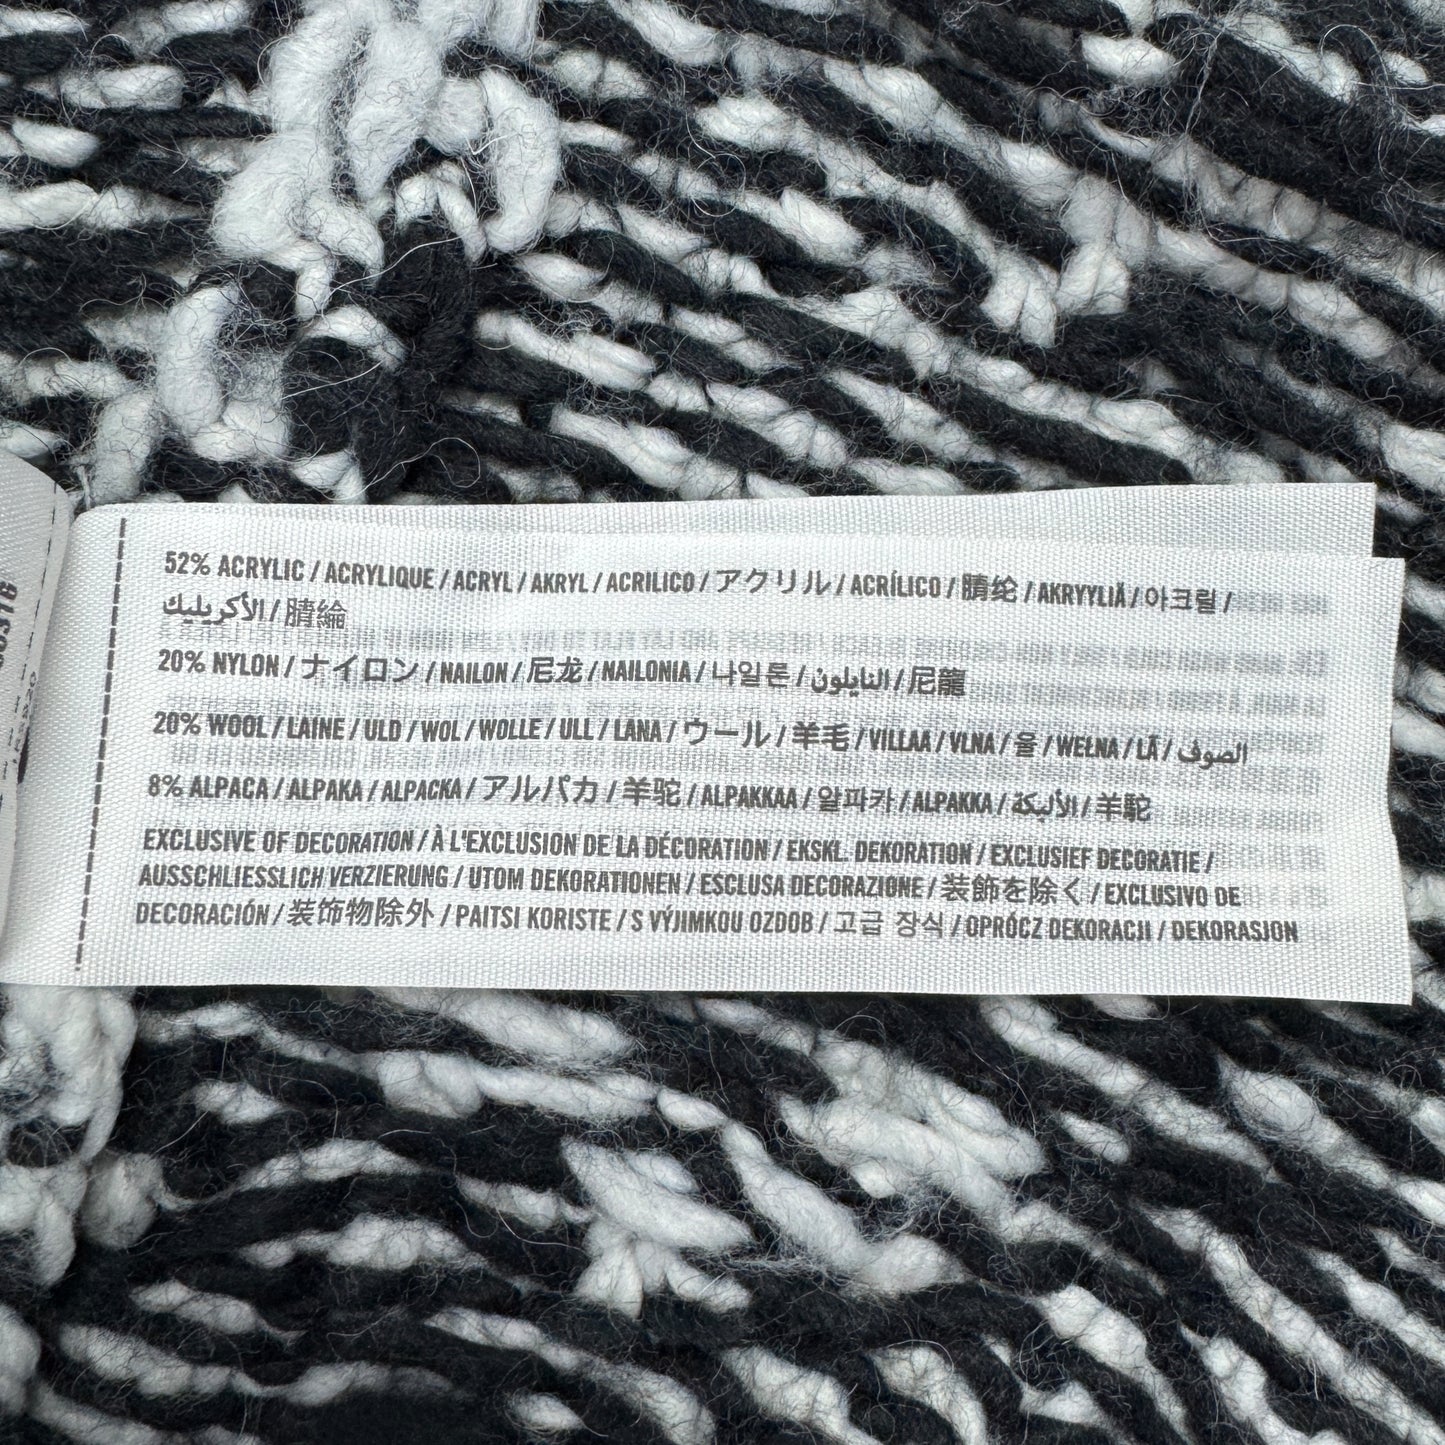 52% ACRYLIC / ACRYLIQUE / ACRYL / AKRYL / ACRILICO / アクリル / ACRÍLICO / 腈纶 / AKRYYLIÄ / 아크릴 /
الأكريليك / 腈綸
20% NYLON / ナイロン / NAILON / 尼龙 / NAILONIA / 나일론 / النايلون / 尼龍
20% WOOL / LAINE / ULD / WOL / WOLLE / ULL / LANA / ウール / 羊毛 / VILLAA / VLNA / 울 / WEŁNA / LÃ / الصوف
8% ALPACA / ALPAKA / ALPACKA / アルパカ / 羊驼 / ALPAKKAA / 알파카 / ALPAKKA / الألبكة / 羊駝
EXCLUSIVE OF DECORATION / À L'EXCLUSION DE LA DÉCORATION / EKSKL. DEKORATION / EXCLUSIEF DECORATIE /
AUSSCHLIESSLICH VERZIERUNG / UTOM DEKORATIONEN / ESCLUSA DECORAZIONE / 装飾を除く / EXCLUSIVO DE
DECORACIÓN / 装饰物除外 / PAITSI KORISTE / S VÝJIMKOU OZDOB / 고급 장식 / OPRÓCZ DEKORACJI / DEKORASJON